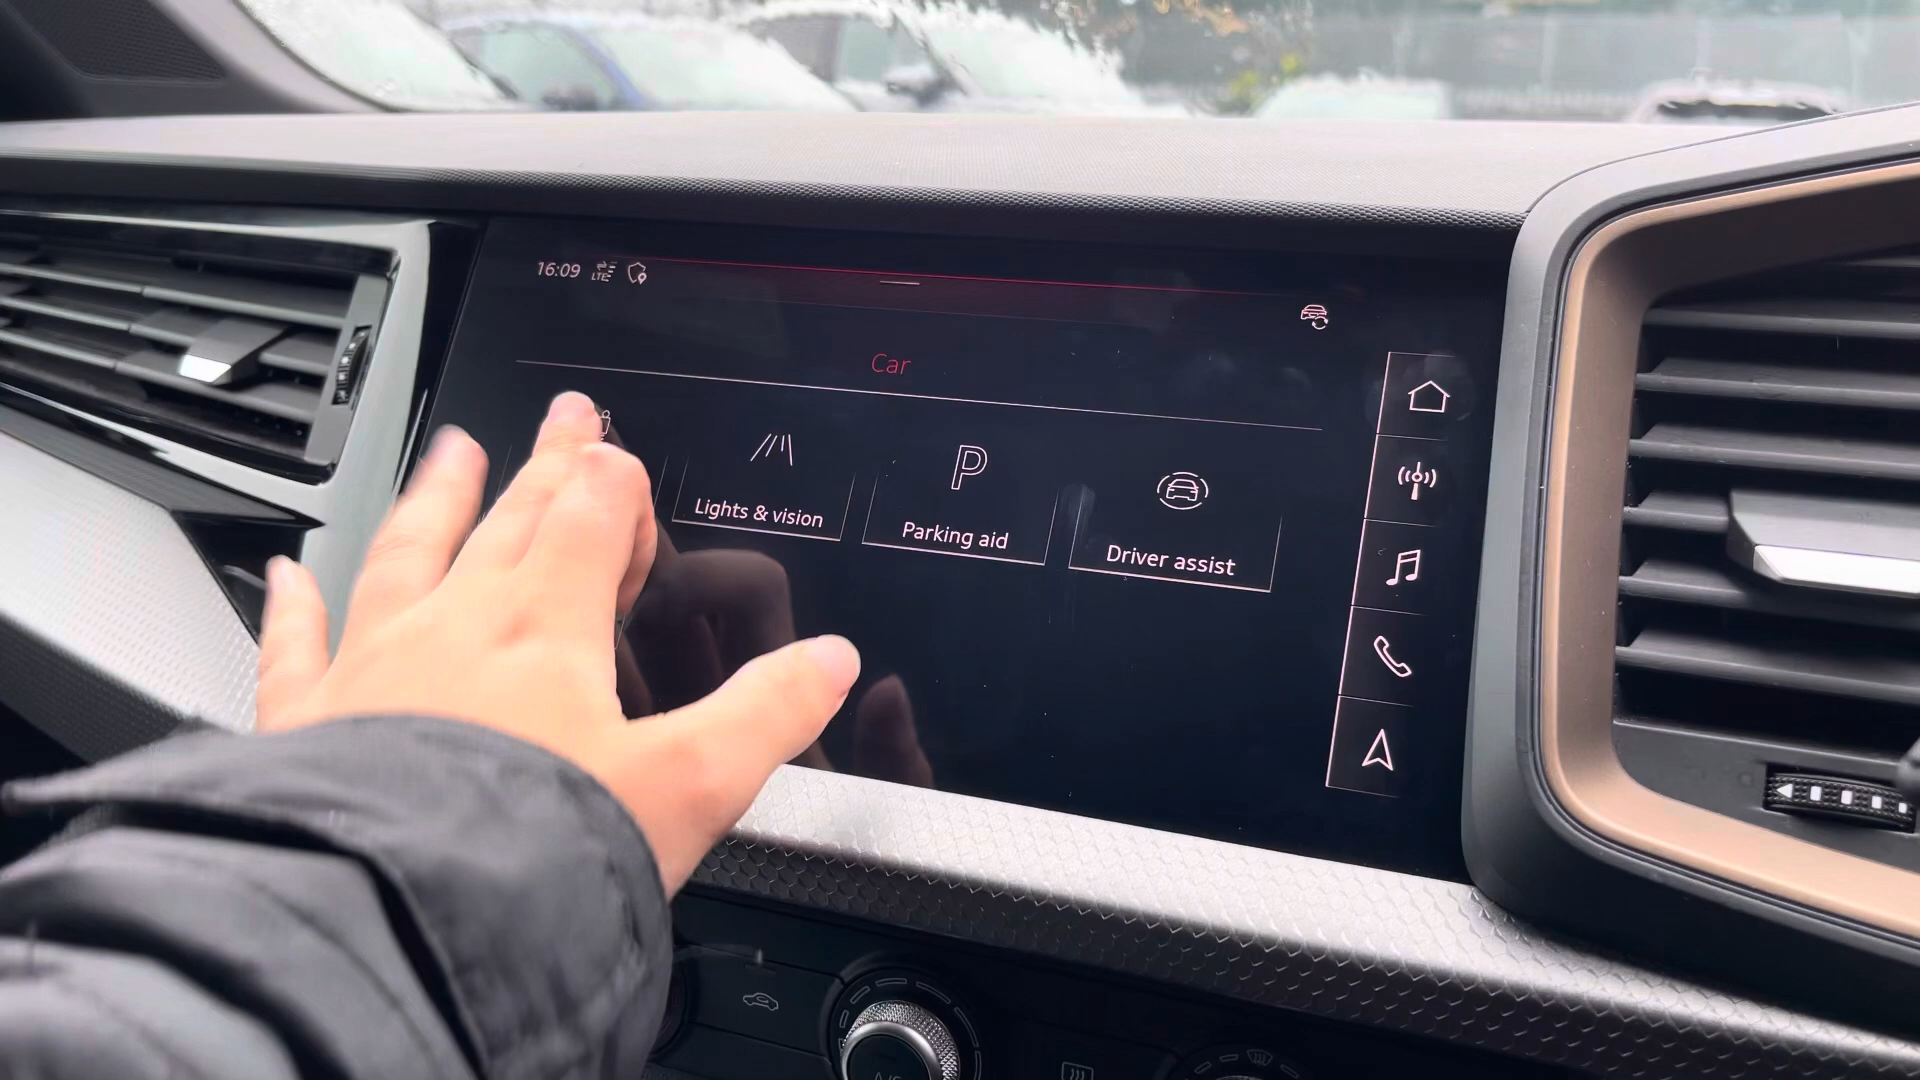 16:09 LTE
Car
P
Lights & vision
Parking aid
Driver assist